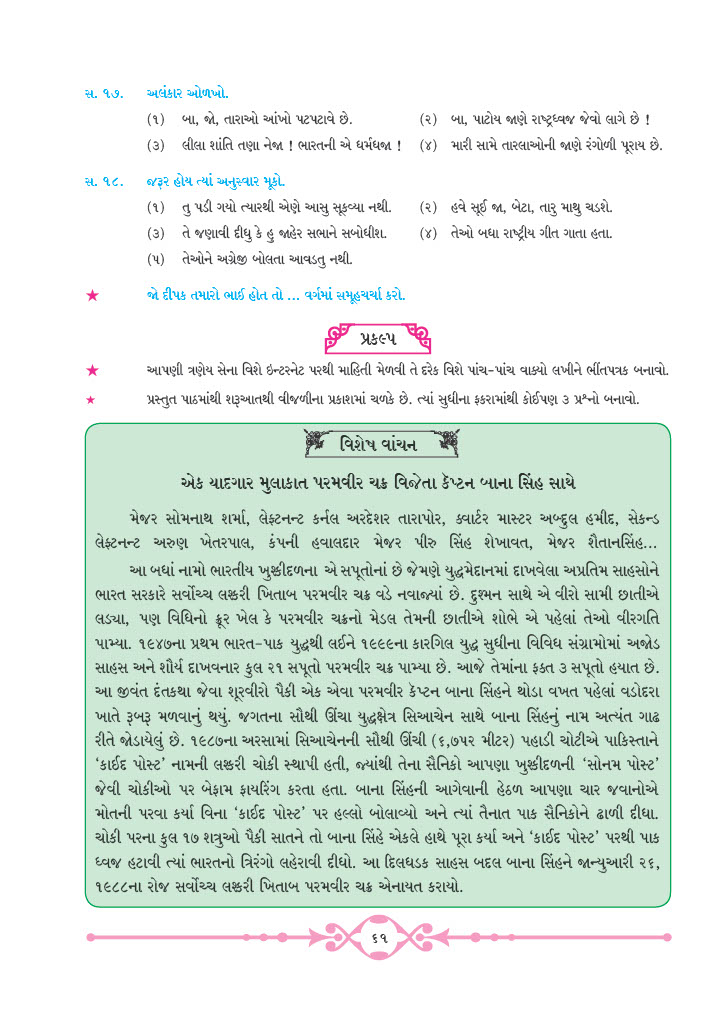 સ. ૧૭. અલંકાર ઓળખો.
(૧) બા, જો, તારાઓ આંખો પટપટાવે છે. (૨) બા, પાટોય જાણે રાષ્ટ્રધ્વજ જેવો લાગે છે !
(૩) લીલા શાંતિ તણા નેજા ! ભારતની એ ધર્મધજા ! (૪) મારી સામે તારલાઓની જાણે રંગોળી પૂરાય છે.
સ. ૧૮. જરૂર હોય ત્યાં અનુસ્વાર મૂકો.
(૧) તુ પડી ગયો ત્યારથી એણે આસુ સૂકવ્યા નથી. (૨) હવે સૂઈ જા, બેટા, તારુ માથુ ચડશે.
(૩) તે જણાવી દીધુ કે હુ જાહેર સભાને સબોધીશ. (૪) તેઓ બધા રાષ્ટ્રીય ગીત ગાતા હતા.
(૫) તેઓને અગ્રેજી બોલતા આવડતુ નથી.
★ જો દીપક તમારો ભાઈ હોત તો ... વર્ગમાં સમૂહચર્ચા કરો.
પ્રકલ્પ
★ આપણી ત્રણેય સેના વિશે ઇન્ટરનેટ પરથી માહિતી મેળવી તે દરેક વિશે પાંચ-પાંચ વાક્યો લખીને ભીંતપત્રક બનાવો.
★ પ્રસ્તુત પાઠમાંથી શરૂઆતથી વીજળીના પ્રકાશમાં ચળકે છે. ત્યાં સુધીના ફકરામાંથી કોઈપણ ૩ પ્રશ્નો બનાવો.
વિશેષ વાંચન
એક યાદગાર મુલાકાત પરમવીર ચક્ર વિજેતા કૅપ્ટન બાના સિંહ સાથે
મેજર સોમનાથ શર્મા, લેફ્ટનન્ટ કર્નલ અરદેશર તારાપોર, ક્વાર્ટર માસ્ટર અબ્દુલ હમીદ, સેકન્ડ
લેફ્ટનન્ટ અરુણ ખેતરપાલ, કંપની હવાલદાર મેજર પીરુ સિંહ શેખાવત, મેજર શૈતાનસિંહ...
આ બધાં નામો ભારતીય ખુશ્કીદળના એ સપૂતોનાં છે જેમણે યુદ્ધમેદાનમાં દાખવેલા અપ્રતિમ સાહસોને
ભારત સરકારે સર્વોચ્ચ લશ્કરી ખિતાબ પરમવીર ચક્ર વડે નવાજ્યાં છે. દુશ્મન સાથે એ વીરો સામી છાતીએ
લડ્યા, પણ વિધિનો ક્રૂર ખેલ કે પરમવીર ચક્રનો મેડલ તેમની છાતીએ શોભે એ પહેલાં તેઓ વીરગતિ
પામ્યા. ૧૯૪૭ના પ્રથમ ભારત-પાક યુદ્ધથી લઈને ૧૯૯૯ના કારગિલ યુદ્ધ સુધીના વિવિધ સંગ્રામોમાં અજોડ
સાહસ અને શૌર્ય દાખવનાર કુલ ૨૧ સપૂતો પરમવીર ચક્ર પામ્યા છે. આજે તેમાંના ફક્ત ૩ સપૂતો હયાત છે.
આ જીવંત દંતકથા જેવા શૂરવીરો પૈકી એક એવા પરમવીર કૅપ્ટન બાના સિંહને થોડા વખત પહેલાં વડોદરા
ખાતે રૂબરૂ મળવાનું થયું. જગતના સૌથી ઊંચા યુદ્ધક્ષેત્ર સિઆચેન સાથે બાના સિંહનું નામ અત્યંત ગાઢ
રીતે જોડાયેલું છે. ૧૯૮૭ના અરસામાં સિઆચેનની સૌથી ઊંચી (૬,૭૫૨ મીટર) પહાડી ચોટીએ પાકિસ્તાને
‘કાઈદ પોસ્ટ’ નામની લશ્કરી ચોકી સ્થાપી હતી, જ્યાંથી તેના સૈનિકો આપણા ખુશ્કીદળની ‘સોનમ પોસ્ટ’
જેવી ચોકીઓ પર બેફામ ફાયરિંગ કરતા હતા. બાના સિંહની આગેવાની હેઠળ આપણા ચાર જવાનોએ
મોતની પરવા કર્યા વિના ‘કાઈદ પોસ્ટ’ પર હલ્લો બોલાવ્યો અને ત્યાં તૈનાત પાક સૈનિકોને ઢાળી દીધા.
ચોકી પરના કુલ ૧૭ શત્રુઓ પૈકી સાતને તો બાના સિંહે એકલે હાથે પૂરા કર્યા અને ‘કાઈદ પોસ્ટ’ પરથી પાક
ધ્વજ હટાવી ત્યાં ભારતનો ત્રિરંગો લહેરાવી દીધો. આ દિલધડક સાહસ બદલ બાના સિંહને જાન્યુઆરી ૨૬,
૧૯૮૮ના રોજ સર્વોચ્ચ લશ્કરી ખિતાબ પરમવીર ચક્ર એનાયત કરાયો.
૬૧